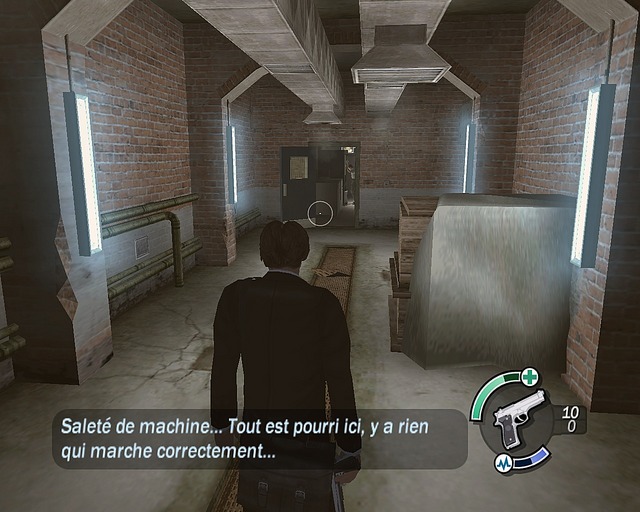 Saleté de machine... Tout est pourri ici, y a rien
qui marche correctement...
10
0